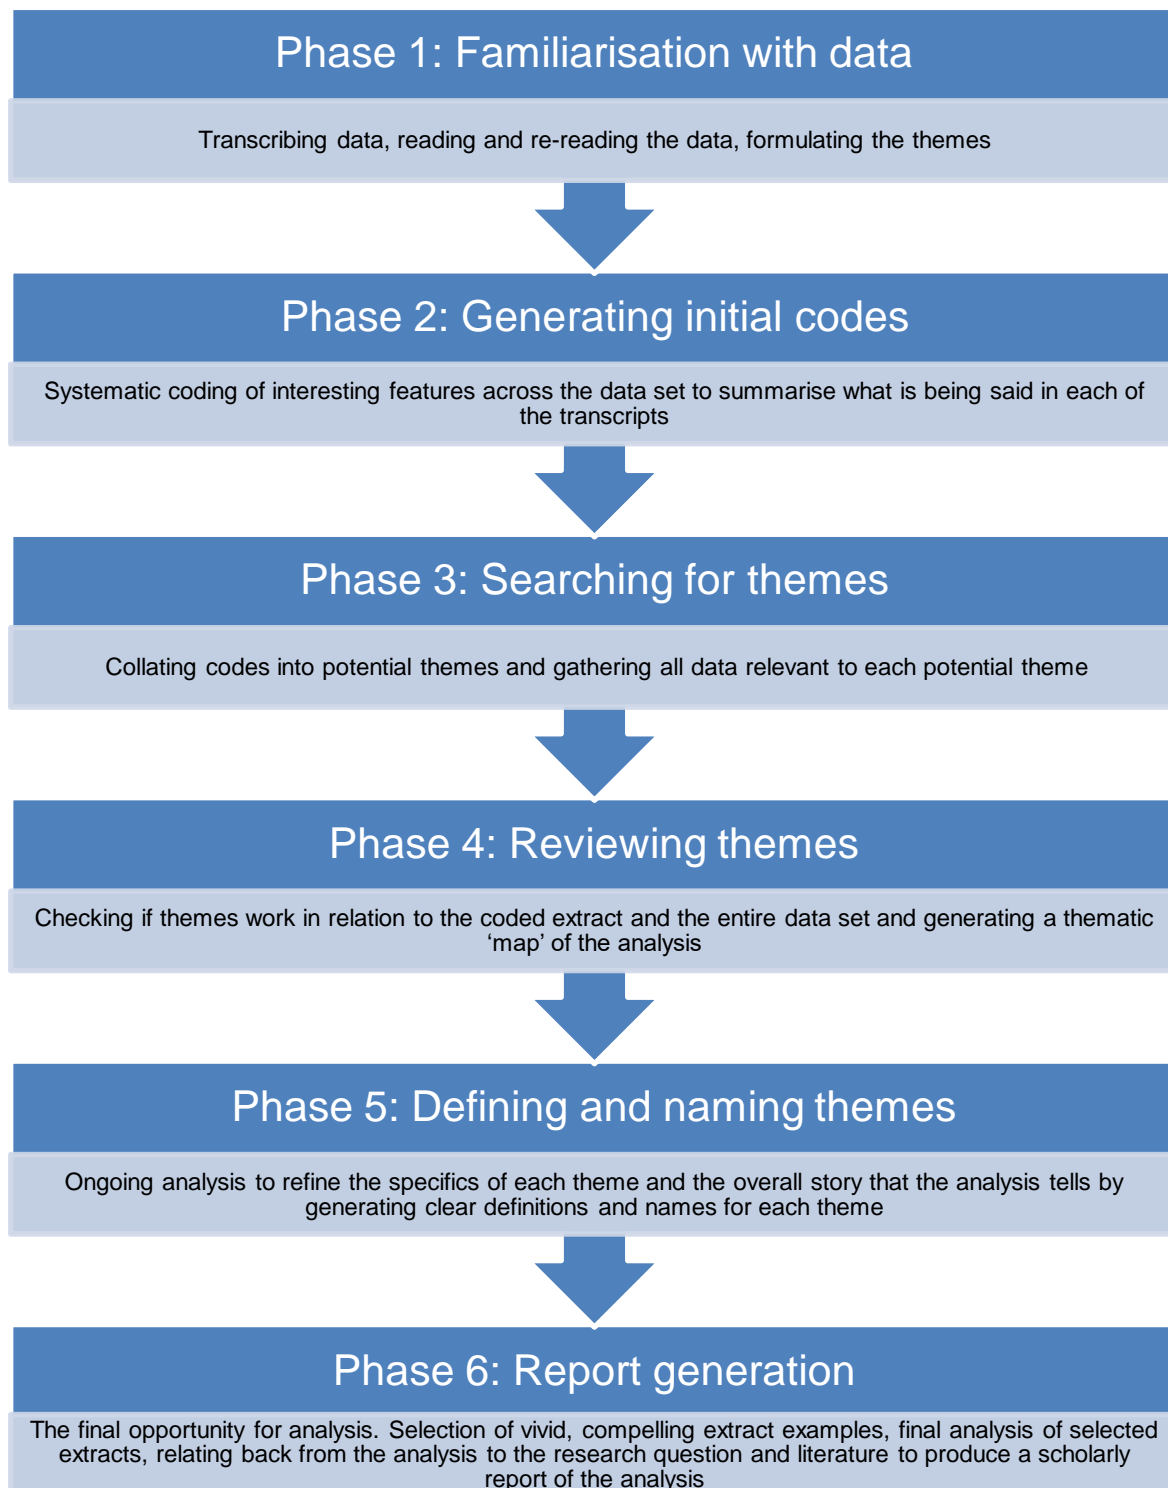 Phase 1: Familiarisation with data
Transcribing data, reading and re-reading the data, formulating the themes
Phase 2: Generating initial codes
Systematic coding of interesting features across the data set to summarise what is being said in each of
the transcripts
Phase 3: Searching for themes
Collating codes into potential themes and gathering all data relevant to each potential theme
Phase 4: Reviewing themes
Checking if themes work in relation to the coded extract and the entire data set and generating a thematic
‘map’ of the analysis
Phase 5: Defining and naming themes
Ongoing analysis to refine the specifics of each theme and the overall story that the analysis tells by
generating clear definitions and names for each theme
Phase 6: Report generation
The final opportunity for analysis. Selection of vivid, compelling extract examples, final analysis of selected
extracts, relating back from the analysis to the research question and literature to produce a scholarly
report of the analysis